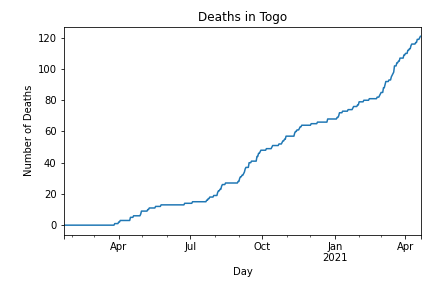 Deaths in Togo
Number of Deaths
120
100
80
60
40
20
0
Apr
Jul
Oct
Jan
2021
Apr
Day